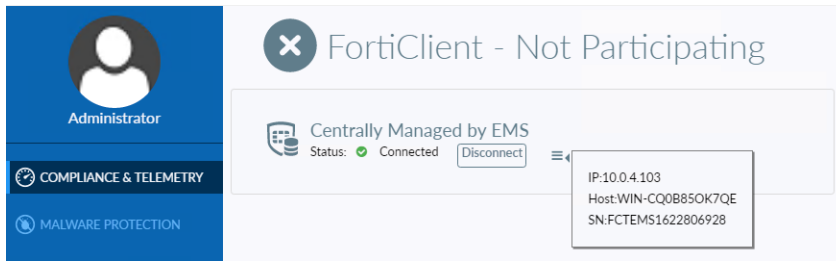 FortiClient - Not Participating
Administrator
Centrally Managed by EMS
Status: Connected Disconnect
COMPLIANCE & TELEMETRY
MALWARE PROTECTION
IP:10.0.4.103
Host:WIN-CQ0B85OK7QE
SN:FCTEMS1622806928